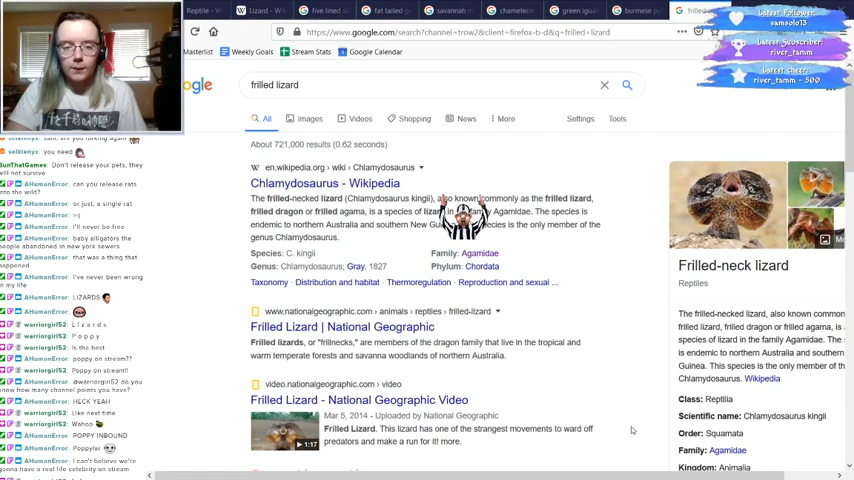 Reptile - W
Lizard - Wi
five lined s
fat tailed ge
savannah m
chameleon
green igua
burmese p
frilled li
https://www.google.com/search?channel=trow2&client=firefox-b-d&q=frilled+lizard
Masterlist
Weekly Goals
Stream Stats
Google Calendar
Latest Follower:
samsolo13
Latest Subscriber:
river_tamm
Latest cheer:
river_tamm - 500
ogle
frilled lizard
All
Images
Videos
Shopping
News
More
Settings
Tools
About 721,000 results (0.62 seconds)
en.wikipedia.org › wiki › Chlamydosaurus
Chlamydosaurus - Wikipedia
The frilled-necked lizard (Chlamydosaurus kingii), also known commonly as the frilled lizard,
frilled dragon or frilled agama, is a species of lizard in Agamidae. The species is
endemic to northern Australia and southern New Gu species is the only member of the
genus Chlamydosaurus.
Species: C. kingii
Family: Agamidae
Genus: Chlamydosaurus; Gray, 1827
Phylum: Chordata
Taxonomy · Distribution and habitat · Thermoregulation · Reproduction and sexual ...
www.nationalgeographic.com › animals › reptiles › frilled-lizard
Frilled Lizard | National Geographic
Frilled lizards, or "frillnecks," are members of the dragon family that live in the tropical and
warm temperate forests and savanna woodlands of northern Australia.
video.nationalgeographic.com › video
Frilled Lizard - National Geographic Video
1:17
Mar 5, 2014 - Uploaded by National Geographic
Frilled Lizard. This lizard has one of the strangest movements to ward off
predators and make a run for it! more.
Mo
Frilled-neck lizard
Reptiles
The frilled-necked lizard, also known common
frilled lizard, frilled dragon or frilled agama, is
species of lizard in the family Agamidae. The
is endemic to northern Australia and southern
Guinea. This species is the only member of th
Chlamydosaurus. Wikipedia
Class: Reptilia
Scientific name: Chlamydosaurus kingii
Order: Squamata
Family: Agamidae
Kingdom: Animalia
selkienyx: you need
SunThatGames: Don't release your pets, they
will not survive
AHumanError: can you release rats
into the wild?
AHumanError: or just, a single rat
AHumanError: >:(
AHumanError: I'll never be free
AHumanError: baby alligators the
people abandoned in new york sewers
AHumanError: that was a thing that
happened
AHumanError: I've never been wrong
in my life
AHumanError: LIZARDS
AHumanError:
warriorgirl52: L i z a r d s
warriorgirl52: P o p p y
warriorgirl52: Is the best
AHumanError: poppy on stream??
warriorgirl52: Poppy on stream!!
AHumanError: @warriorgirl52 do you
know how many channel points you have?
AHumanError: HECK YEAH
warriorgirl52: Like next time
warriorgirl52: Wahoo
AHumanError: POPPY INBOUND
AHumanError: Poppylar
AHumanError: I can't believe we're
gonna have a real life celebrity on stream